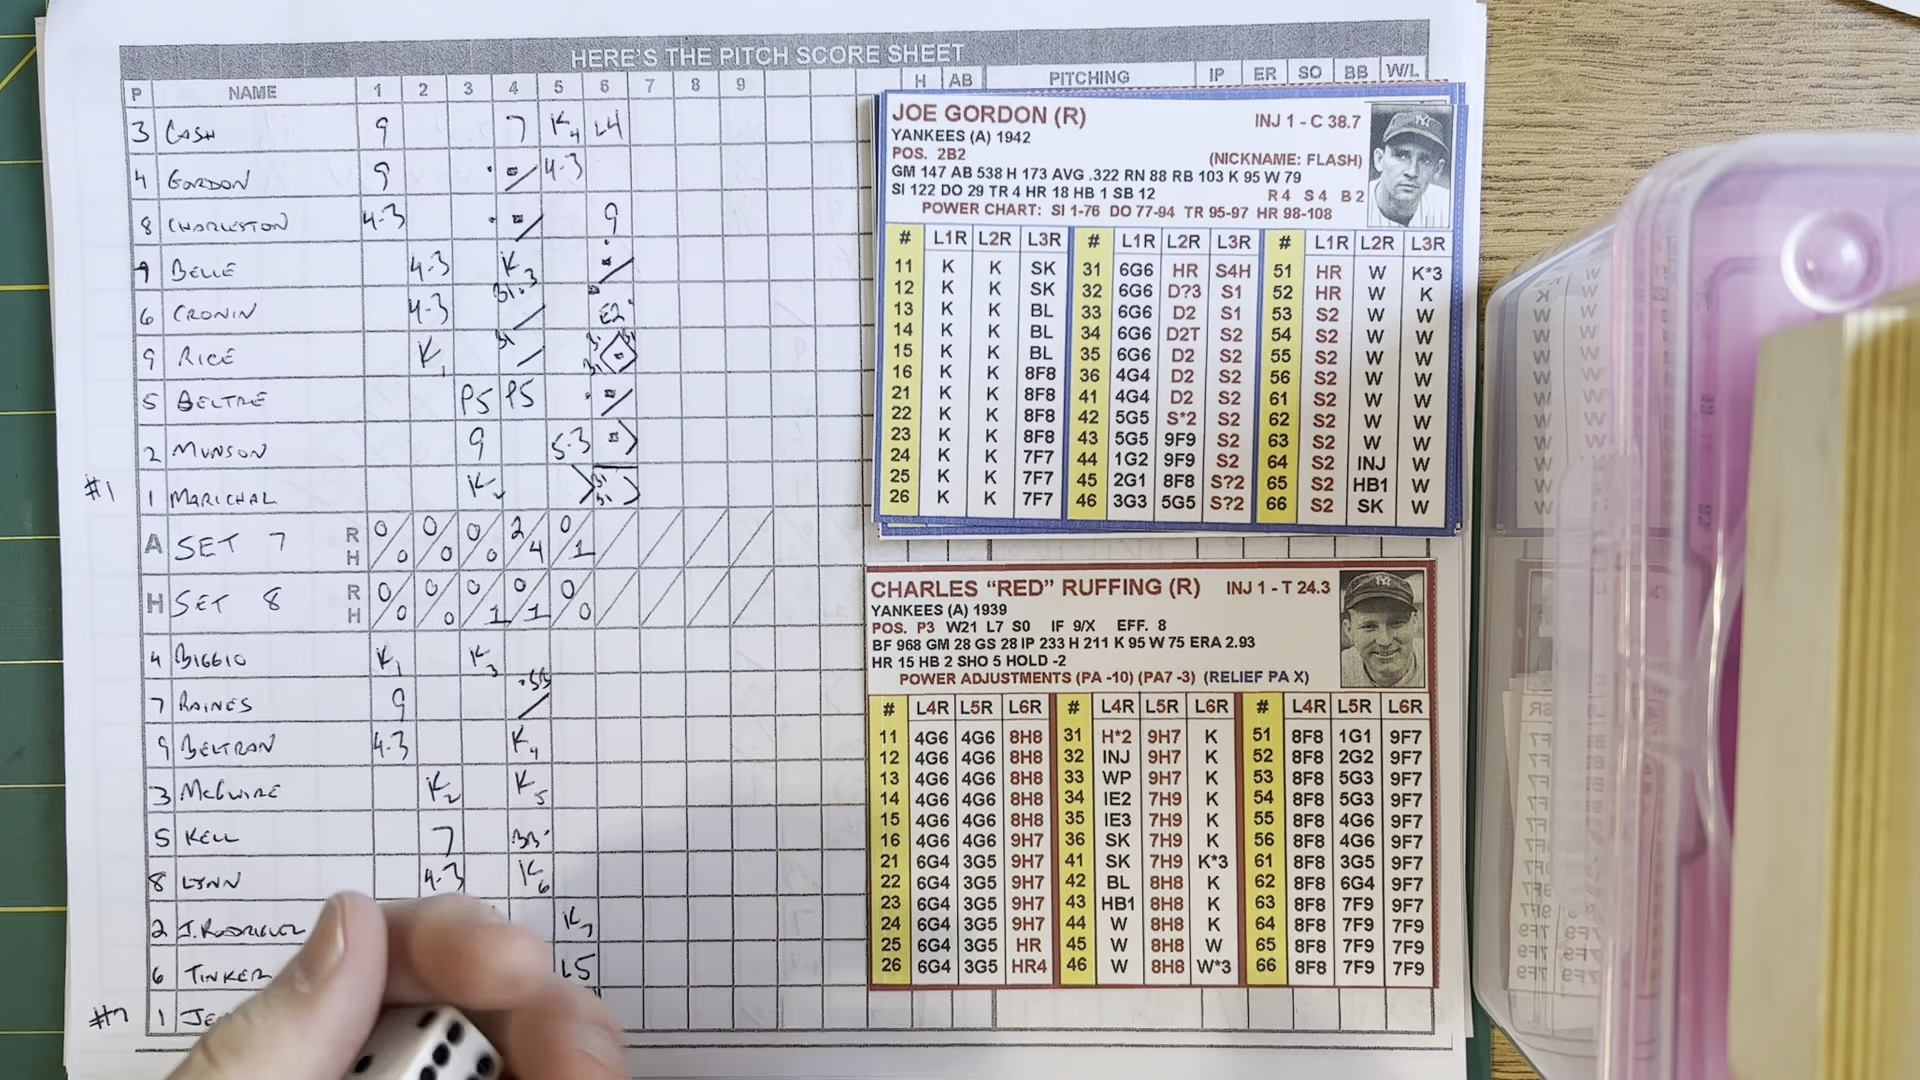 HERE'S THE PITCH SCORE SHEET
P NAME 1 2 3 4 5 6 7 8 9 H AB PITCHING IP ER SO BB W/L
3 CASH 9 7 K4 L4
4 GORDON 9 4-3
8 CHARLESTON 4-3 9
9 BELLE 4-3 K3
6 CRONIN 4-3 E2
9 RICE K1
5 BELTRE P5 P5
2 MUNSON 9 5-3
#1 1 MARICHAL K2
A SET 7 R 0 0 0 2 0
H 0 0 0 4 1
H SET 8 R 0 0 0 0 0
H 0 0 1 1 0
4 BIGGIO K1 K3
7 RAINES 9
9 BELTRAN 4-3 K4
3 McGWIRE K2 K5
5 KELL 7 BB
8 LYNN 4-3 K6
2 I.RODRIGUEZ K7
6 TINKER L5
#7 1 JE
JOE GORDON (R) INJ 1 - C 38.7
YANKEES (A) 1942
POS. 2B2 (NICKNAME: FLASH)
GM 147 AB 538 H 173 AVG .322 RN 88 RB 103 K 95 W 79
SI 122 DO 29 TR 4 HR 18 HB 1 SB 12 R 4 S 4 B 2
POWER CHART: SI 1-76 DO 77-94 TR 95-97 HR 98-108
# L1R L2R L3R # L1R L2R L3R # L1R L2R L3R
11 K K SK 31 6G6 HR S4H 51 HR W K*3
12 K K SK 32 6G6 D?3 S1 52 HR W K
13 K K BL 33 6G6 D2 S1 53 S2 W W
14 K K BL 34 6G6 D2T S2 54 S2 W W
15 K K BL 35 6G6 D2 S2 55 S2 W W
16 K K 8F8 36 4G4 D2 S2 56 S2 W W
21 K K 8F8 41 4G4 D2 S2 61 S2 W W
22 K K 8F8 42 5G5 S*2 S2 62 S2 W W
23 K K 8F8 43 5G5 9F9 S2 63 S2 W W
24 K K 7F7 44 1G2 9F9 S2 64 S2 INJ W
25 K K 7F7 45 2G1 8F8 S?2 65 S2 HB1 W
26 K K 7F7 46 3G3 5G5 S?2 66 S2 SK W
CHARLES "RED" RUFFING (R) INJ 1 - T 24.3
YANKEES (A) 1939
POS. P3 W21 L7 S0 IF 9/X EFF. 8
BF 968 GM 28 GS 28 IP 233 H 211 K 95 W 75 ERA 2.93
HR 15 HB 2 SHO 5 HOLD -2
POWER ADJUSTMENTS (PA -10) (PA7 -3) (RELIEF PA X)
# L4R L5R L6R # L4R L5R L6R # L4R L5R L6R
11 4G6 4G6 8H8 31 H*2 9H7 K 51 8F8 1G1 9F7
12 4G6 4G6 8H8 32 INJ 9H7 K 52 8F8 2G2 9F7
13 4G6 4G6 8H8 33 WP 9H7 K 53 8F8 5G3 9F7
14 4G6 4G6 8H8 34 IE2 7H9 K 54 8F8 5G3 9F7
15 4G6 4G6 8H8 35 IE3 7H9 K 55 8F8 4G6 9F7
16 4G6 4G6 9H7 36 SK 7H9 K 56 8F8 4G6 9F7
21 6G4 3G5 9H7 41 SK 7H9 K*3 61 8F8 3G5 9F7
22 6G4 3G5 9H7 42 BL 8H8 K 62 8F8 6G4 9F7
23 6G4 3G5 9H7 43 HB1 8H8 K 63 8F8 7F9 9F7
24 6G4 3G5 9H7 44 W 8H8 K 64 8F8 7F9 7F9
25 6G4 3G5 HR 45 W 8H8 W 65 8F8 7F9 7F9
26 6G4 3G5 HR4 46 W 8H8 W*3 66 8F8 7F9 7F9